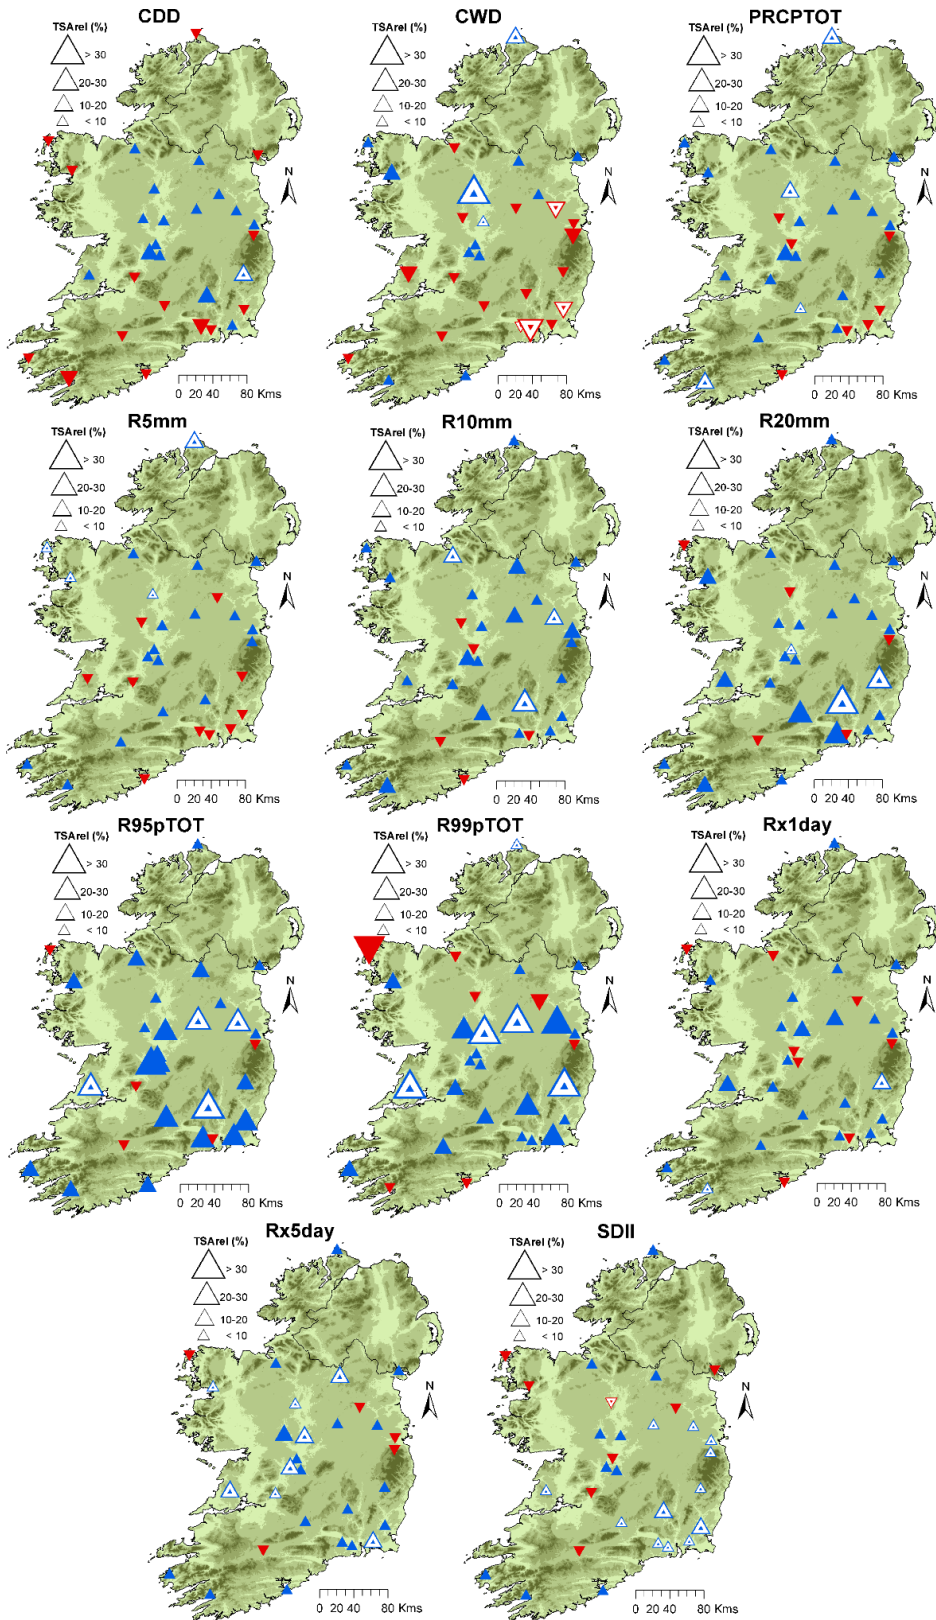 CDD
TSArel (%)
> 30
20-30
10-20
< 10
N
0 20 40 80 Kms
CWD
TSArel (%)
> 30
20-30
10-20
< 10
N
0 20 40 80 Kms
PRCPTOT
TSArel (%)
> 30
20-30
10-20
< 10
N
0 20 40 80 Kms
R5mm
TSArel (%)
> 30
20-30
10-20
< 10
N
0 20 40 80 Kms
R10mm
TSArel (%)
> 30
20-30
10-20
< 10
N
0 20 40 80 Kms
R20mm
TSArel (%)
> 30
20-30
10-20
< 10
N
0 20 40 80 Kms
R95pTOT
TSArel (%)
> 30
20-30
10-20
< 10
N
0 20 40 80 Kms
R99pTOT
TSArel (%)
> 30
20-30
10-20
< 10
N
0 20 40 80 Kms
Rx1day
TSArel (%)
> 30
20-30
10-20
< 10
N
0 20 40 80 Kms
Rx5day
TSArel (%)
> 30
20-30
10-20
< 10
N
0 20 40 80 Kms
SDII
TSArel (%)
> 30
20-30
10-20
< 10
N
0 20 40 80 Kms